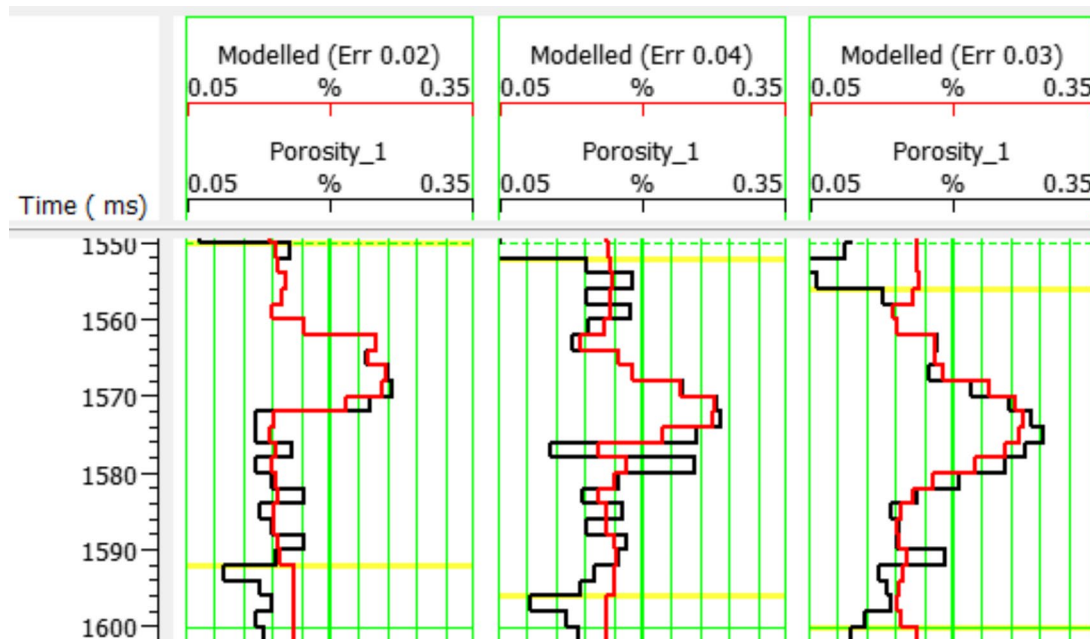 Modelled (Err 0.02) Modelled (Err 0.04) Modelled (Err 0.03)
0.05 % 0.35 0.05 % 0.35 0.05 % 0.35
Porosity_1 Porosity_1 Porosity_1
0.05 % 0.35 0.05 % 0.35 0.05 % 0.35
Time ( ms)
1550
1560
1570
1580
1590
1600